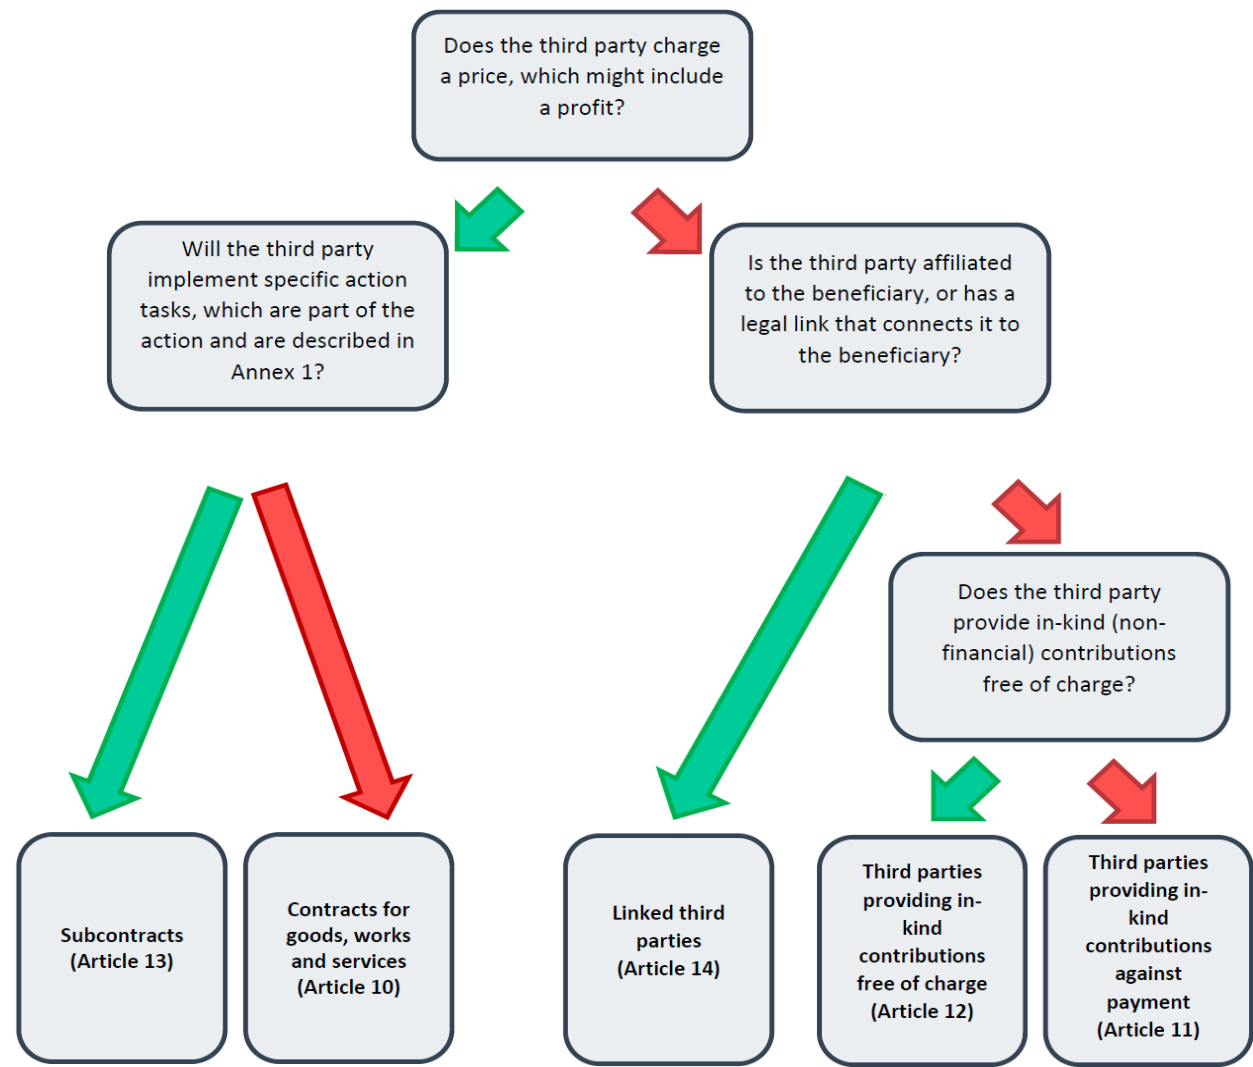 Does the third party charge
a price, which might include
a profit?
Will the third party
implement specific action
tasks, which are part of the
action and are described in
Annex 1?
Is the third party affiliated
to the beneficiary, or has a
legal link that connects it to
the beneficiary?
Does the third party
provide in-kind (non-
financial) contributions
free of charge?
Subcontracts
(Article 13)
Contracts for
goods, works
and services
(Article 10)
Linked third
parties
(Article 14)
Third parties
providing in-
kind
contributions
free of charge
(Article 12)
Third parties
providing in-
kind
contributions
against
payment
(Article 11)